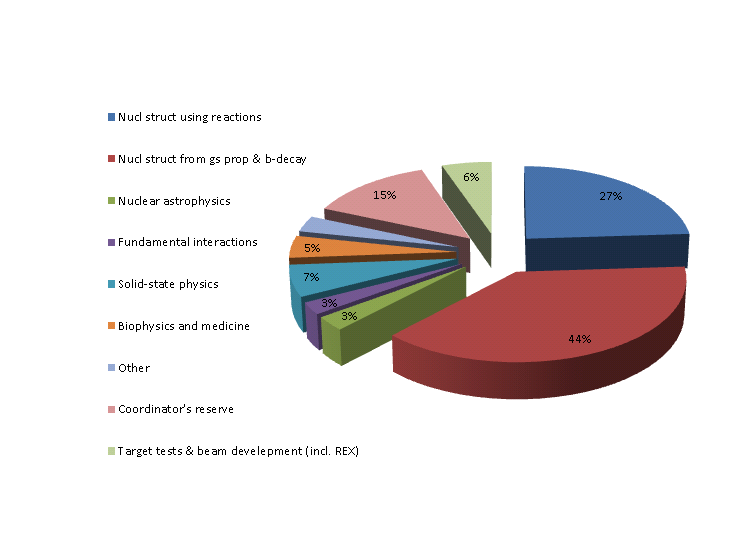 Nucl struct using reactions
Nucl struct from gs prop & b-decay
Nuclear astrophysics
Fundamental interactions
Solid-state physics
Biophysics and medicine
Other
Coordinator's reserve
Target tests & beam develepment (incl. REX)
6%
27%
15%
5%
7%
3%
3%
44%